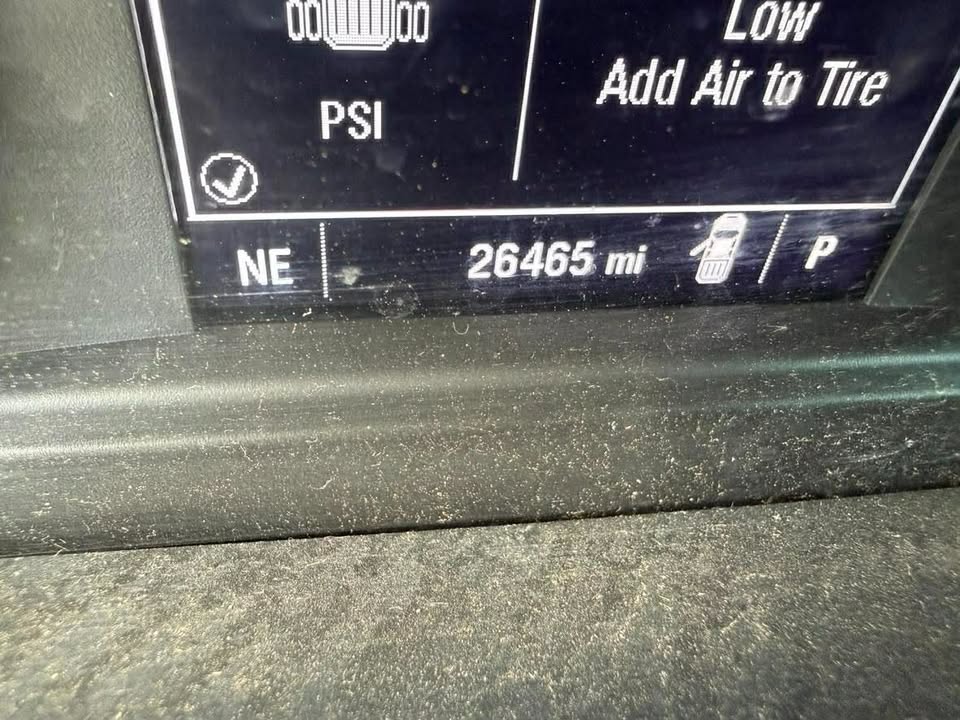 Low
Add Air to Tire
PSI
NE
26465 mi
P